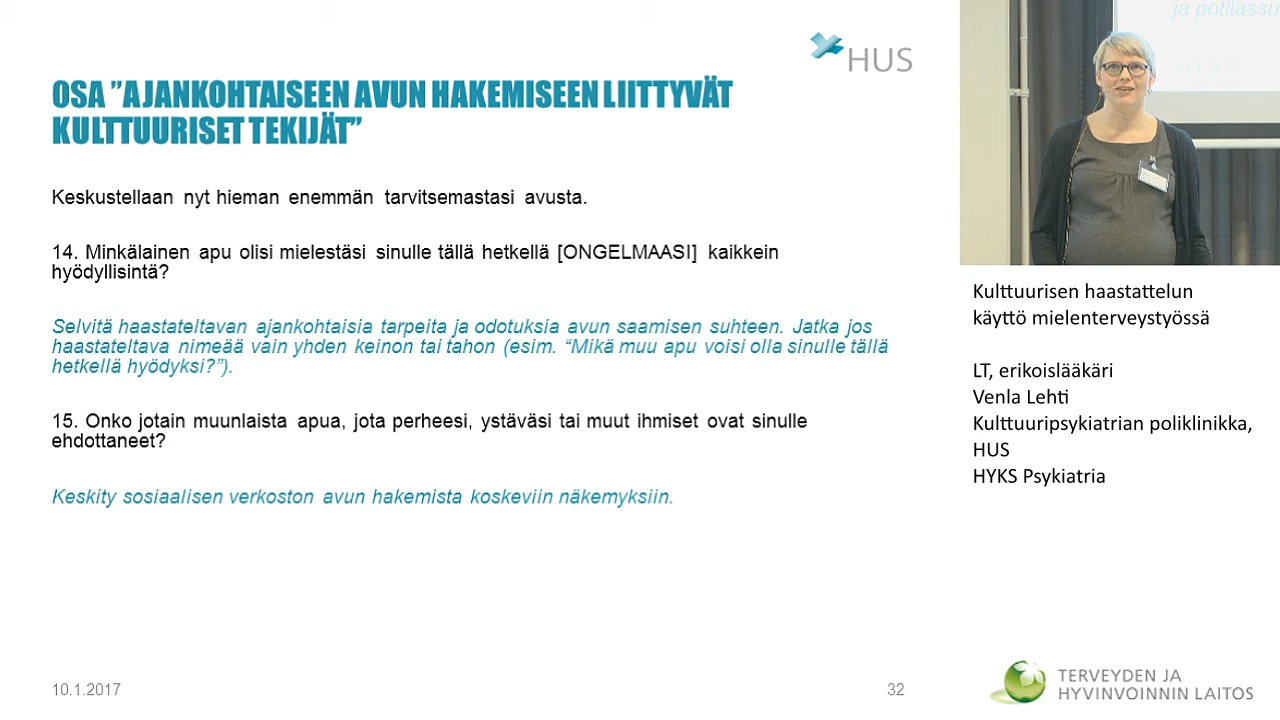 HUS
OSA ”AJANKOHTAISEEN AVUN HAKEMISEEN LIITTYVÄT
KULTTUURISET TEKIJÄT”
Keskustellaan nyt hieman enemmän tarvitsemastasi avusta.
14. Minkälainen apu olisi mielestäsi sinulle tällä hetkellä [ONGELMAASI] kaikkein
hyödyllisintä?
Selvitä haastateltavan ajankohtaisia tarpeita ja odotuksia avun saamisen suhteen. Jatka jos
haastateltava nimeää vain yhden keinon tai tahon (esim. “Mikä muu apu voisi olla sinulle tällä
hetkellä hyödyksi?”).
15. Onko jotain muunlaista apua, jota perheesi, ystäväsi tai muut ihmiset ovat sinulle
ehdottaneet?
Keskity sosiaalisen verkoston avun hakemista koskeviin näkemyksiin.
10.1.2017
32
ja potilassu
Kulttuurisen haastattelun
käyttö mielenterveystyössä
LT, erikoislääkäri
Venla Lehti
Kulttuuripsykiatrian poliklinikka,
HUS
HYKS Psykiatria
TERVEYDEN JA
HYVINVOINNIN LAITOS